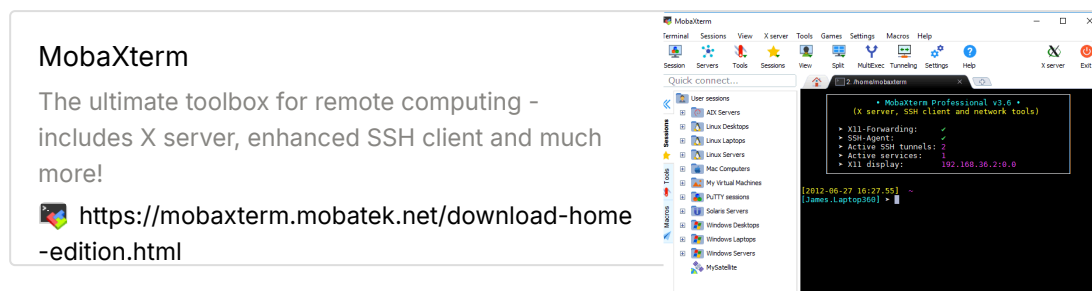 MobaXterm
The ultimate toolbox for remote computing -
includes X server, enhanced SSH client and much
more!
https://mobaxterm.mobatek.net/download-home
-edition.html
MobaXterm
Terminal Sessions View X server Tools Games Settings Macros Help
Session Servers Tools Sessions View Split MultiExec Tunneling Settings Help X server Exit
Quick connect...
2. /home/mobaxterm
User sessions
AIX Servers
Linux Desktops
Linux Laptops
Linux Servers
Mac Computers
My Virtual Machines
PuTTY sessions
Solaris Servers
Windows Desktops
Windows Laptops
Windows Servers
MySatellite
Sessions
Tools
Macros
• MobaXterm Professional v3.6 •
(X server, SSH client and network tools)
➤ X11-Forwarding: ✔
➤ SSH-Agent: ✔
➤ Active SSH tunnels: 2
➤ Active services: 1
➤ X11 display: 192.168.36.2:0.0
[2012-06-27 16:27.55] ~
[James.Laptop360] ➤